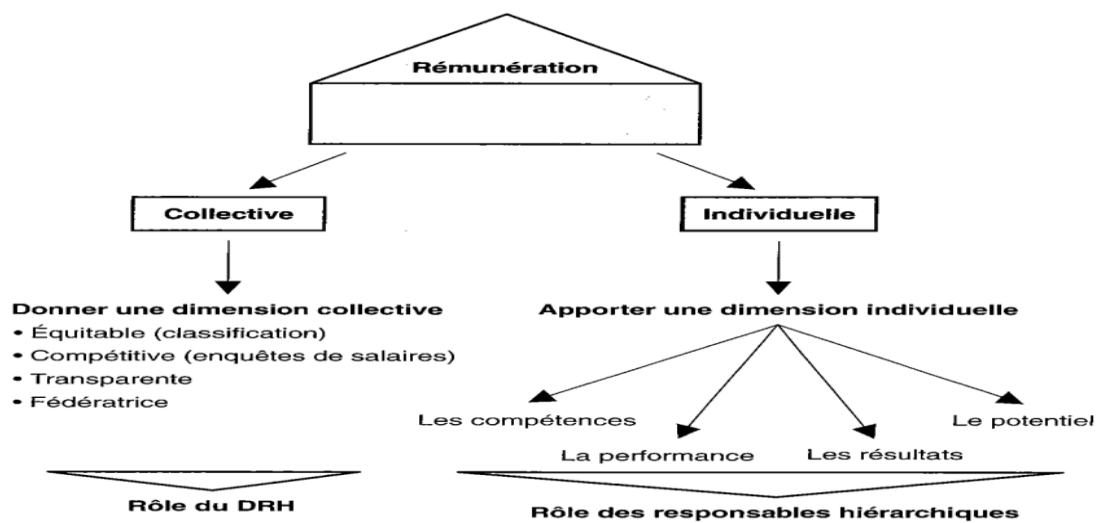 Rémunération
Collective
Individuelle
Donner une dimension collective
• Équitable (classification)
• Compétitive (enquêtes de salaires)
• Transparente
• Fédératrice
Rôle du DRH
Apporter une dimension individuelle
Les compétences
La performance
Les résultats
Le potentiel
Rôle des responsables hiérarchiques